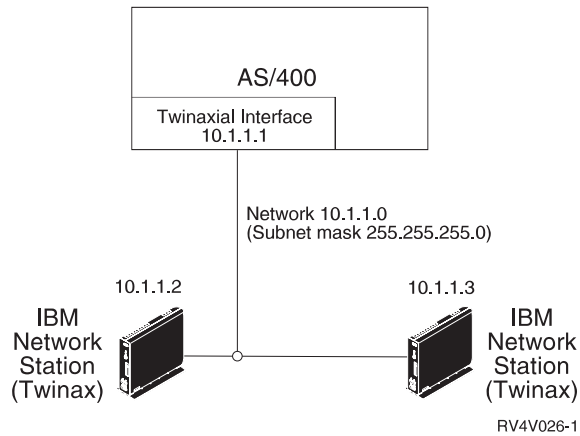 AS/400
Twinaxial Interface
10.1.1.1
Network 10.1.1.0
(Subnet mask 255.255.255.0)
10.1.1.2
10.1.1.3
IBM
Network
Station
(Twinax)
IBM
Network
Station
(Twinax)
RV4V026-1